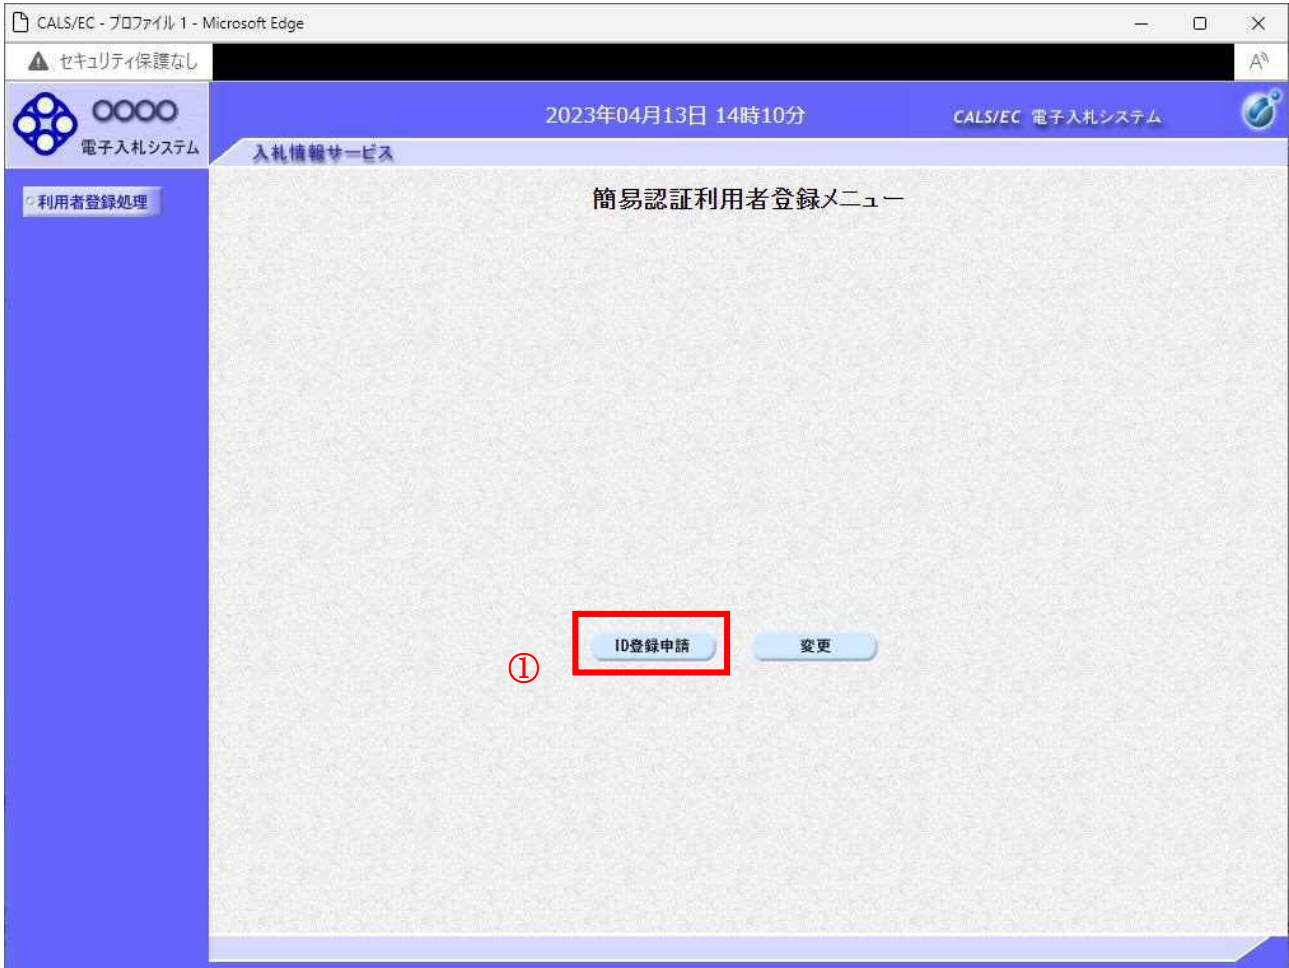 CALS/EC - プロファイル 1 - Microsoft Edge
セキュリティ保護なし
〇〇〇〇
電子入札システム
2023年04月13日 14時10分
CALS/EC 電子入札システム
入札情報サービス
利用者登録処理
簡易認証利用者登録メニュー
①
ID登録申請
変更